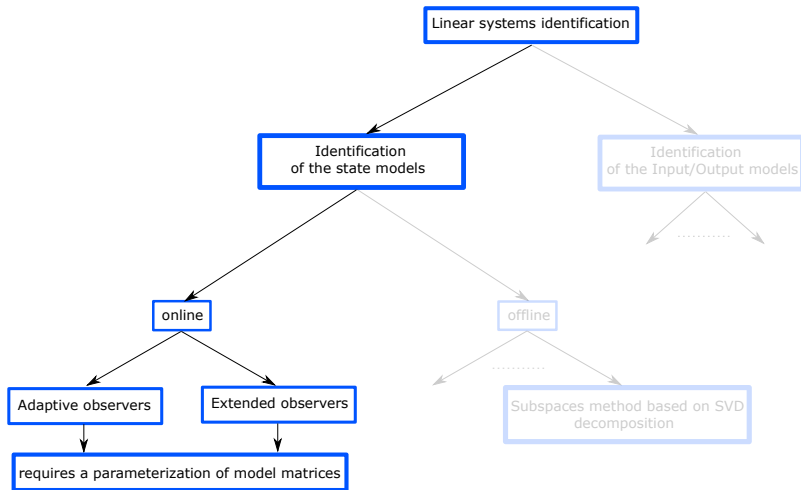 Linear systems identification
Identification
of the state models
Identification
of the Input/Output models
..........
online
offline
..........
Adaptive observers
Extended observers
Subspaces method based on SVD
decomposition
requires a parameterization of model matrices